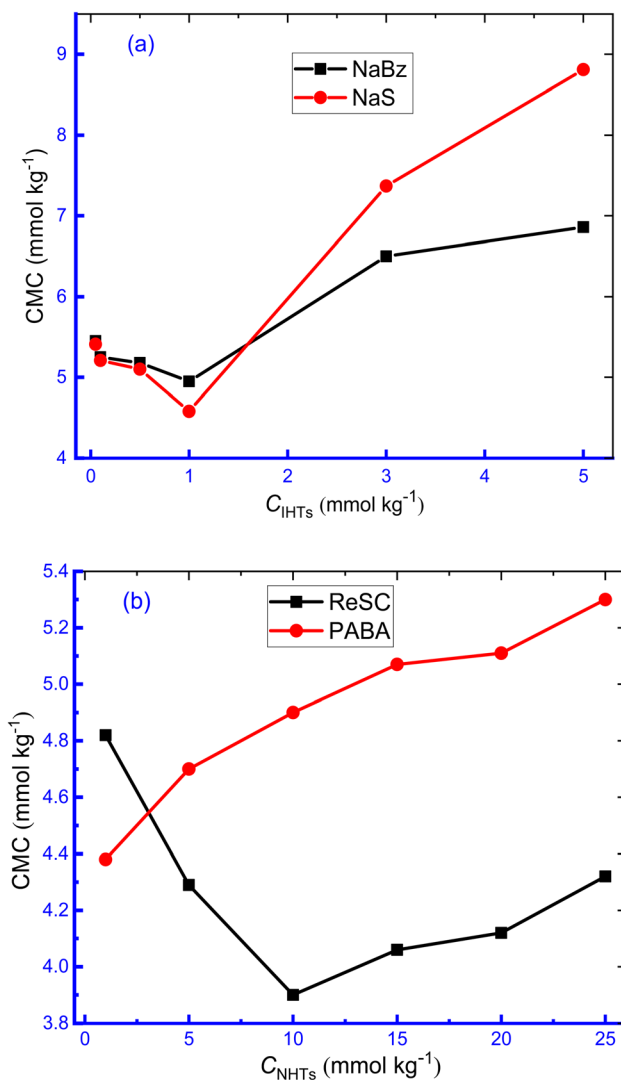 (a)
NaBz
NaS
9
8
7
6
5
4
CMC (mmol kg⁻¹)
0
1
2
3
4
5
C_IHTs (mmol kg⁻¹)
(b)
ReSC
PABA
5.4
5.2
5.0
4.8
4.6
4.4
4.2
4.0
3.8
CMC (mmol kg⁻¹)
0
5
10
15
20
25
C_NHTs (mmol kg⁻¹)